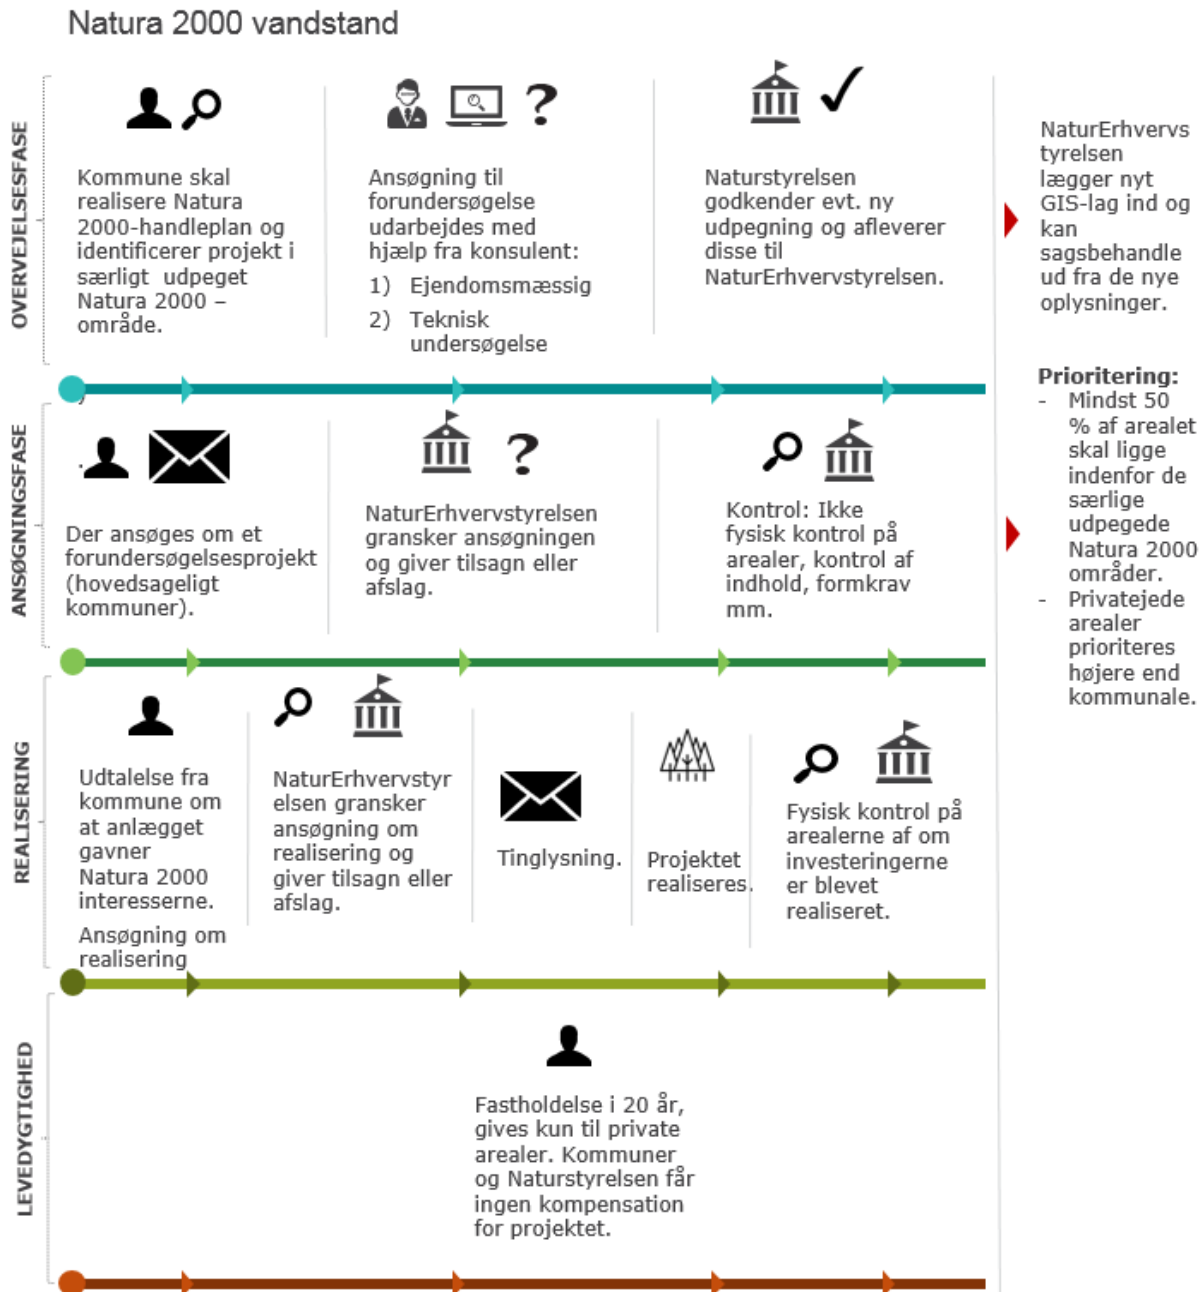 Natura 2000 vandstand
OVERVEJELSESFASE
Kommune skal
realisere Natura
2000-handleplan og
identificerer projekt i
særligt udpeget
Natura 2000 –
område.
Ansøgning til
forundersøgelse
udarbejdes med
hjælp fra konsulent:
1) Ejendomsmæssig
2) Teknisk
undersøgelse
Naturstyrelsen
godkender evt. ny
udpegning og afleverer
disse til
NaturErhvervstyrelsen.
NaturErhvervs
tyrelsen
lægger nyt
GIS-lag ind og
kan
sagsbehandle
ud fra de nye
oplysninger.
ANSØGNINGSFASE
Der ansøges om et
forundersøgelsesprojekt
(hovedsageligt
kommuner).
NaturErhvervstyrelsen
gransker ansøgningen
og giver tilsagn eller
afslag.
Kontrol: Ikke
fysisk kontrol på
arealer, kontrol af
indhold, formkrav
mm.
Prioritering:
- Mindst 50
% af arealet
skal ligge
indenfor de
særlige
udpegede
Natura 2000
områder.
- Privatejede
arealer
prioriteres
højere end
kommunale.
REALISERING
Udtalelse fra
kommune om
at anlægget
gavner
Natura 2000
interesserne.
Ansøgning om
realisering
NaturErhvervstyr
elsen gransker
ansøgning om
realisering og
giver tilsagn eller
afslag.
Tinglysning.
Projektet
realiseres.
Fysisk kontrol på
arealerne af om
investeringerne
er blevet
realiseret.
LEVEDYGTIGHED
Fastholdelse i 20 år,
gives kun til private
arealer. Kommuner
og Naturstyrelsen får
ingen kompensation
for projektet.